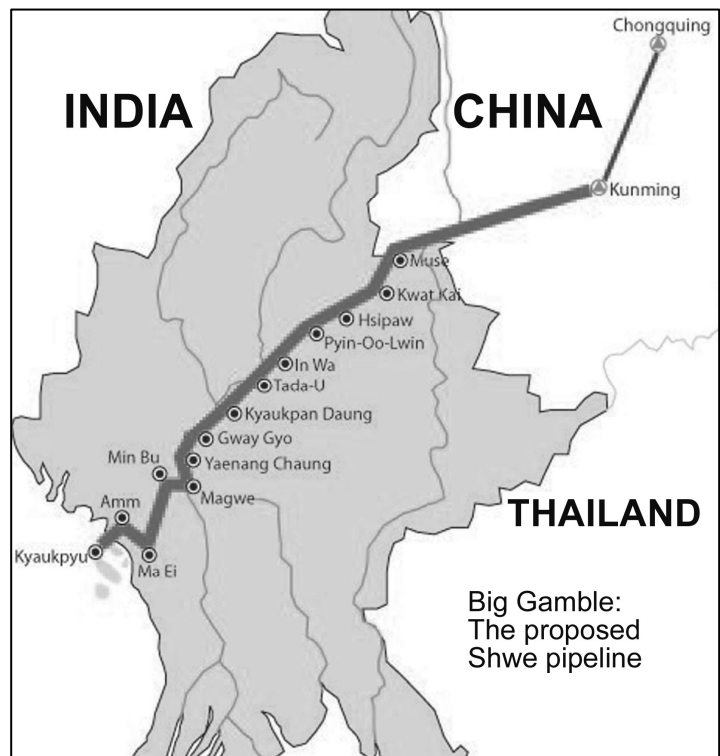 Chongquing
INDIA
CHINA
Kunming
Muse
Kwat Kai
Hsipaw
Pyin-Oo-Lwin
In Wa
Tada-U
Kyaukpan Daung
Gway Gyo
Min Bu
Yaenang Chaung
Magwe
Amm
THAILAND
Kyaukpyu
Ma Ei
Big Gamble:
The proposed
Shwe pipeline